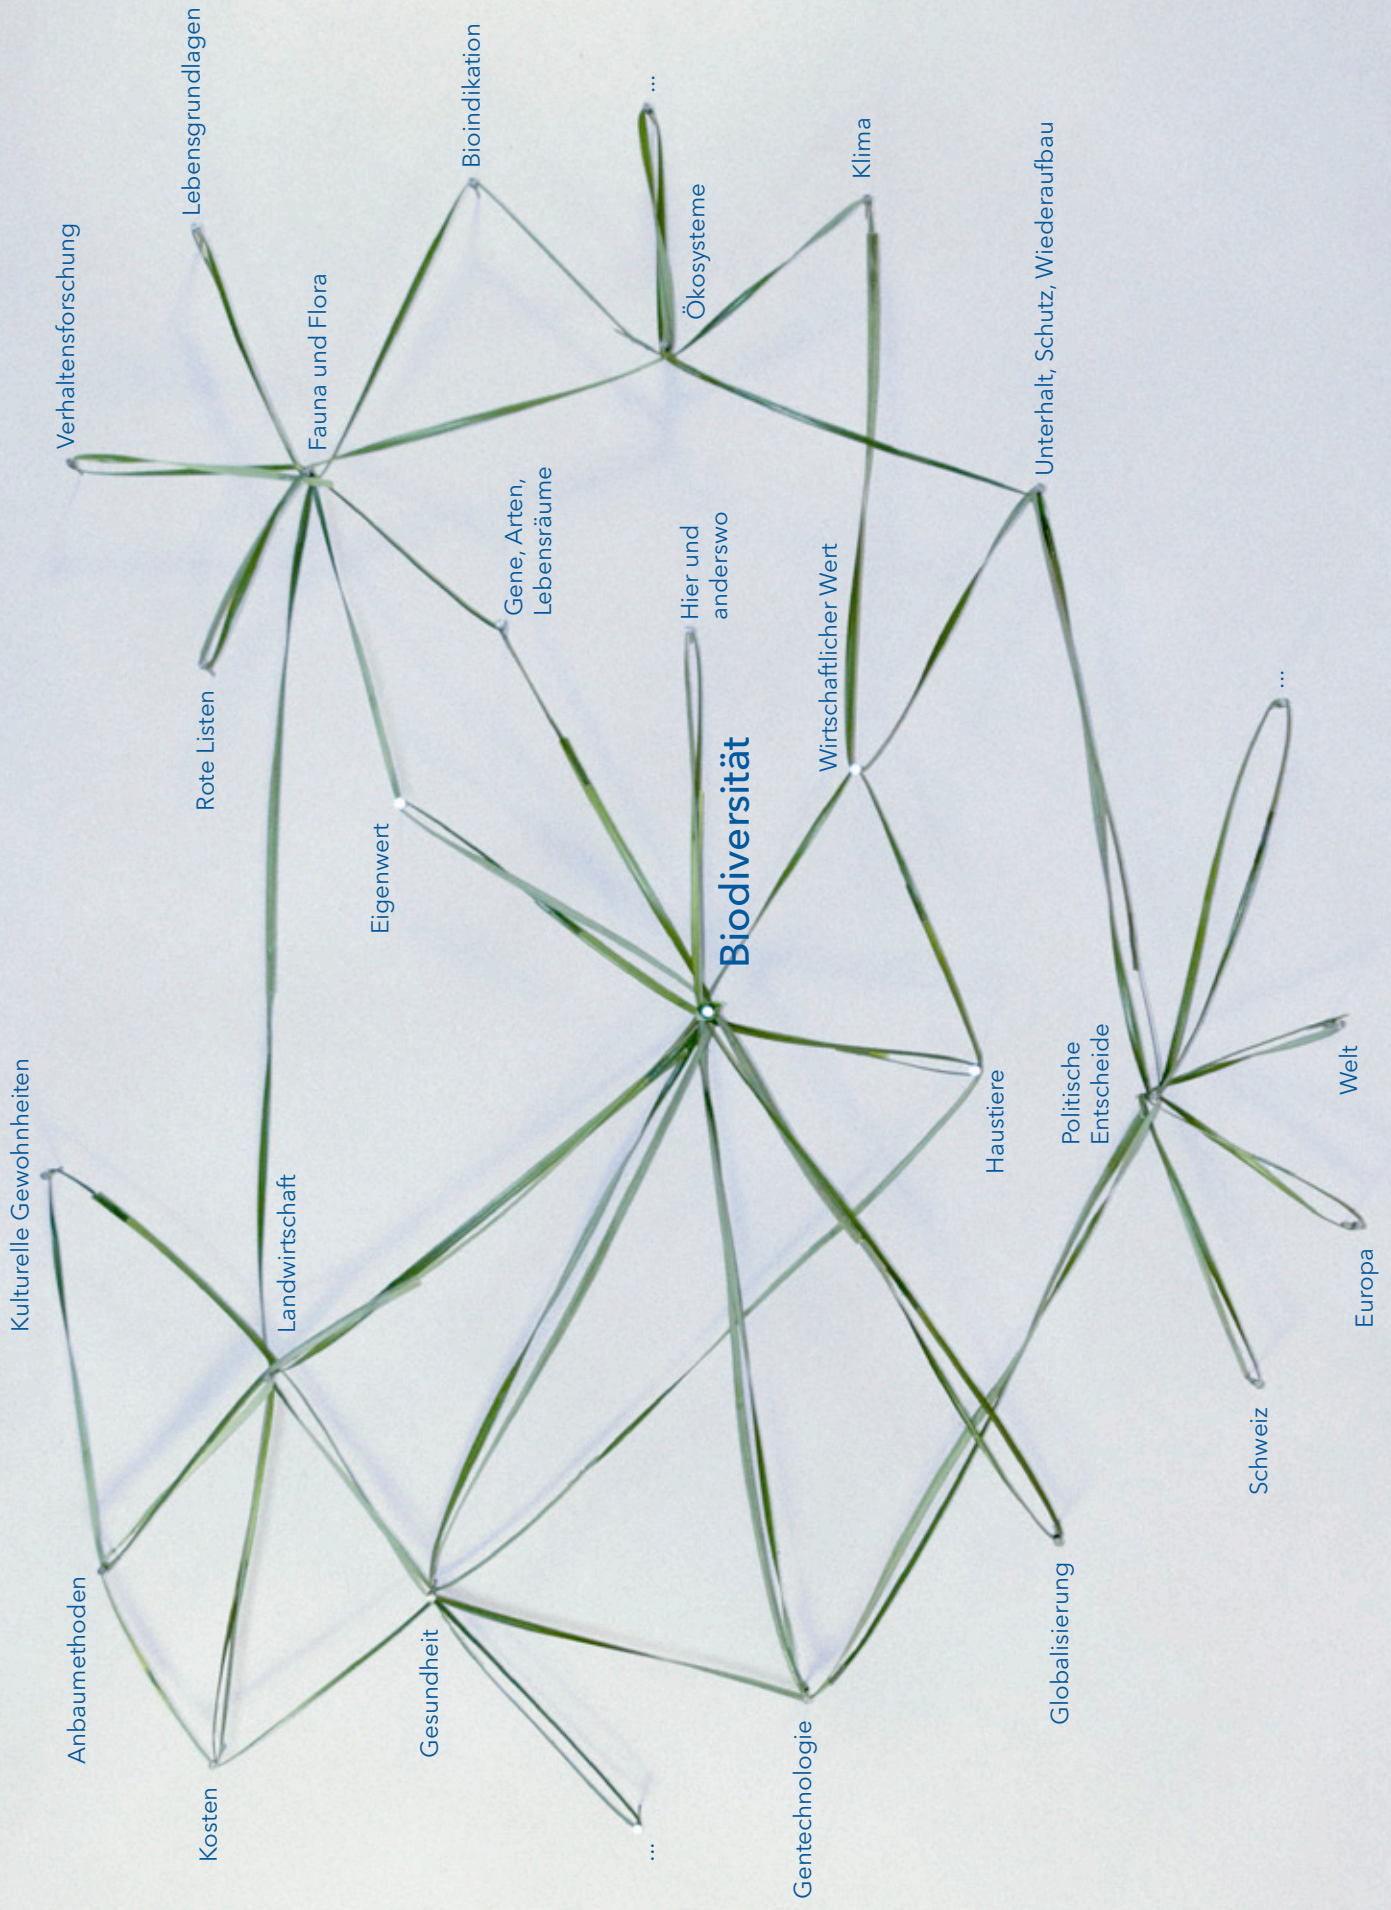 Kulturelle Gewohnheiten
Verhaltensforschung
Anbaumethoden
Lebensgrundlagen
Rote Listen
Kosten
Landwirtschaft
Fauna und Flora
Eigenwert
Gesundheit
Bioindikation
Gene, Arten,
Lebensräume
...
...
Hier und
anderswo
Ökosysteme
Biodiversität
Gentechnologie
Wirtschaftlicher Wert
Klima
Haustiere
Unterhalt, Schutz, Wiederaufbau
Globalisierung
Politische
Entscheide
Schweiz
...
Welt
Europa